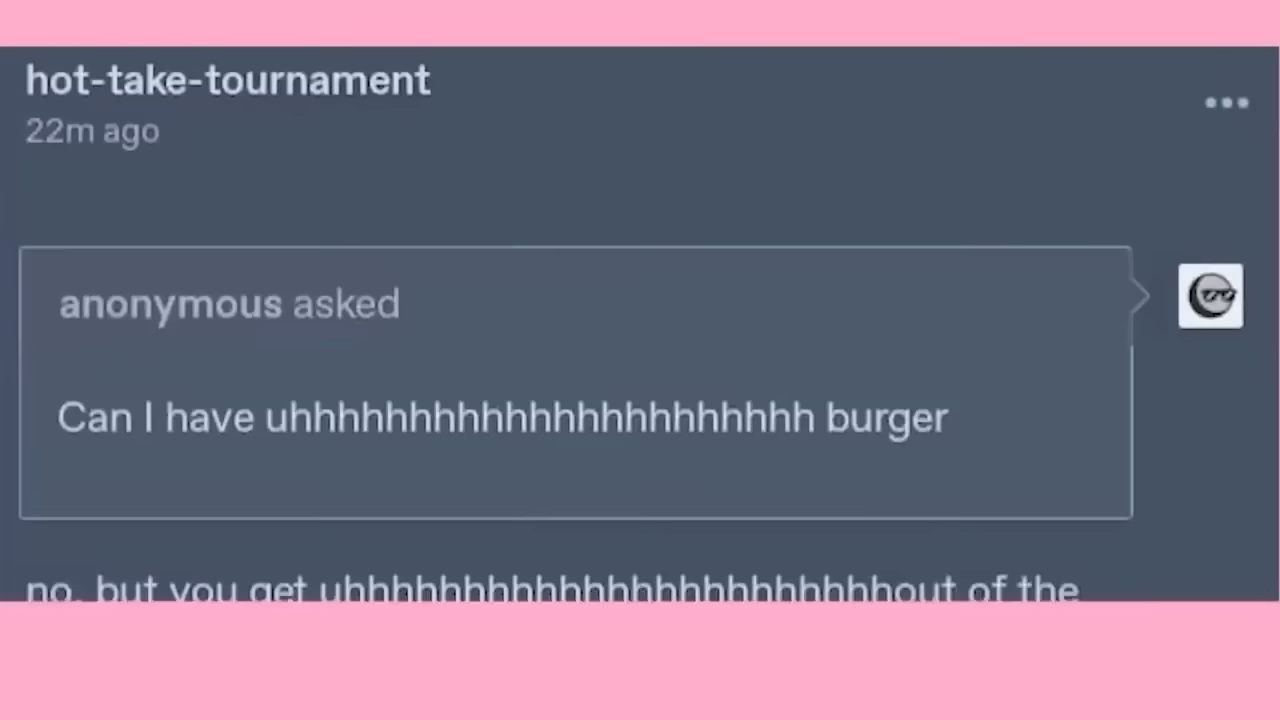 hot-take-tournament
22m ago
anonymous asked
Can I have uhhhhhhhhhhhhhhhhhhhhhh burger
no, but you get uhhhhhhhhhhhhhhhhhhhhhhhout of the